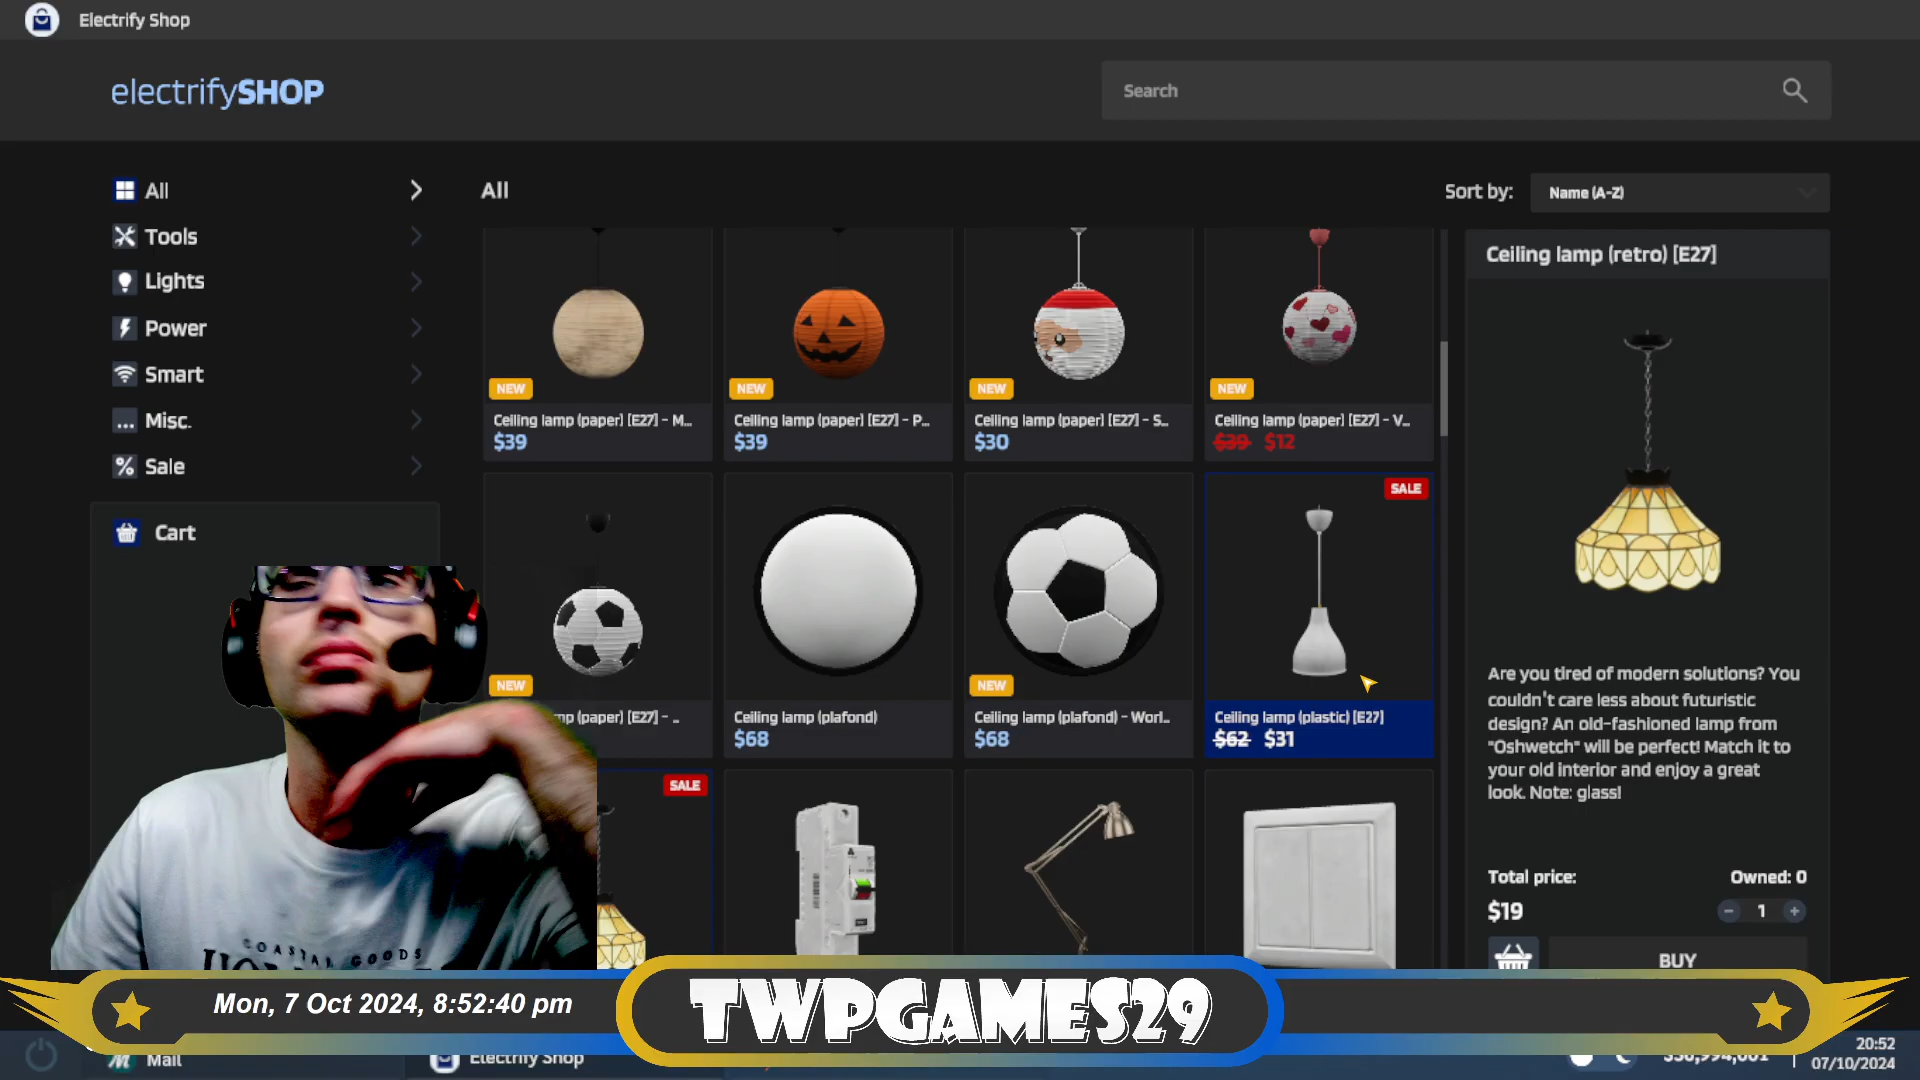 Electrify Shop
electrifySHOP
Search
All
Tools
Lights
Power
Smart
Misc.
Sale
Cart
All
Sort by:
Name (A-Z)
NEW
Ceiling lamp (paper) [E27] - M...
$39
NEW
Ceiling lamp (paper) [E27] - P...
$39
NEW
Ceiling lamp (paper) [E27] - S...
$30
NEW
Ceiling lamp (paper) [E27] - V...
$39 $12
NEW
mp (paper) [E27] - ...
Ceiling lamp (plafond)
$68
NEW
Ceiling lamp (plafond) - Worl...
$68
SALE
Ceiling lamp (plastic) [E27]
$62 $31
SALE
Ceiling lamp (retro) [E27]
Are you tired of modern solutions? You
couldn't care less about futuristic
design? An old-fashioned lamp from
"Oshwetch" will be perfect! Match it to
your old interior and enjoy a great
look. Note: glass!
Total price:
Owned: 0
$19
1
BUY
COASTAL GOODS
Mon, 7 Oct 2024, 8:52:40 pm
TWPGAMES29
Mail
Electrify Shop
20:52
07/10/2024